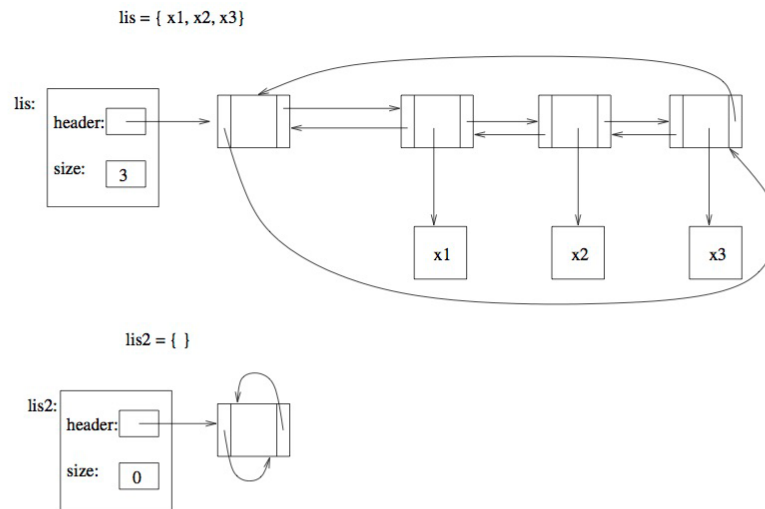 lis = { x1, x2, x3}
lis:
header:
size:
3
x1
x2
x3
lis2 = { }
lis2:
header:
size:
0